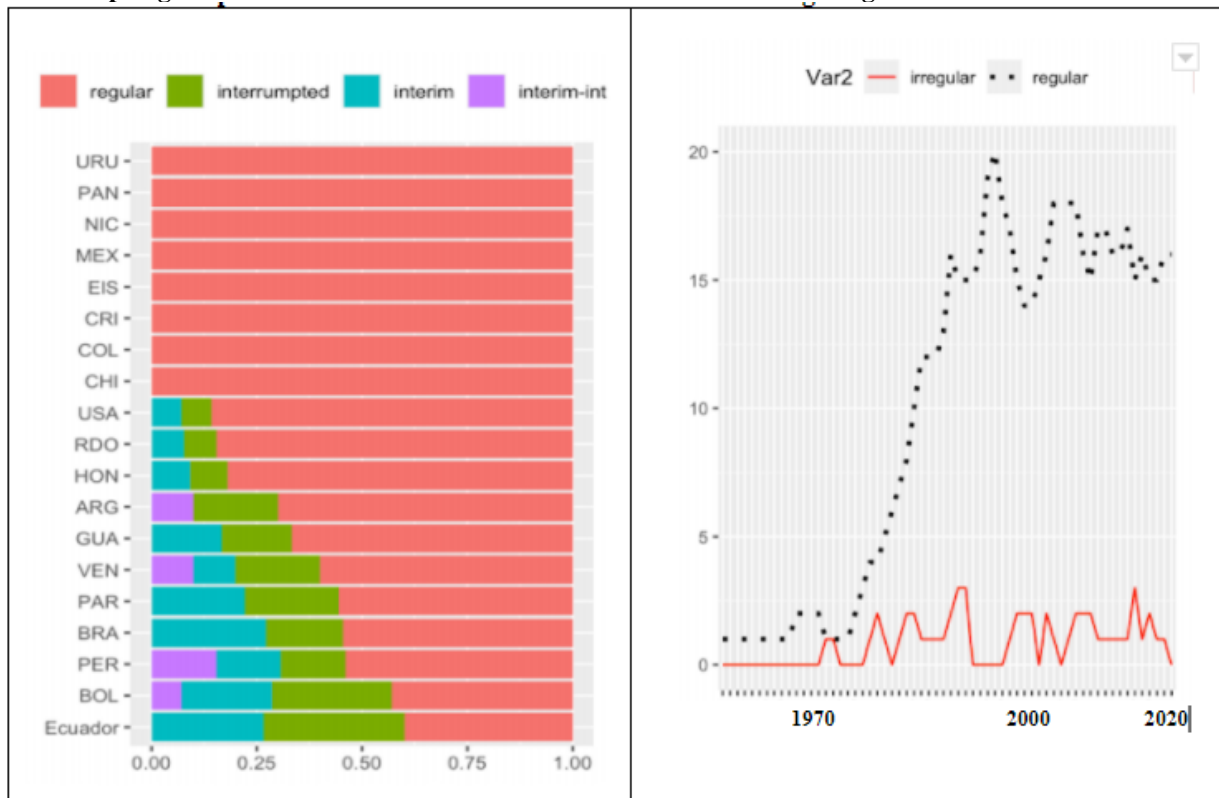 regular interrupted interim interim-int
URU
PAN
NIC
MEX
EIS
CRI
COL
CHI
USA
RDO
HON
ARG
GUA
VEN
PAR
BRA
PER
BOL
Ecuador
0.00 0.25 0.50 0.75 1.00
Var2 irregular regular
20
15
10
5
0
1970 2000 2020